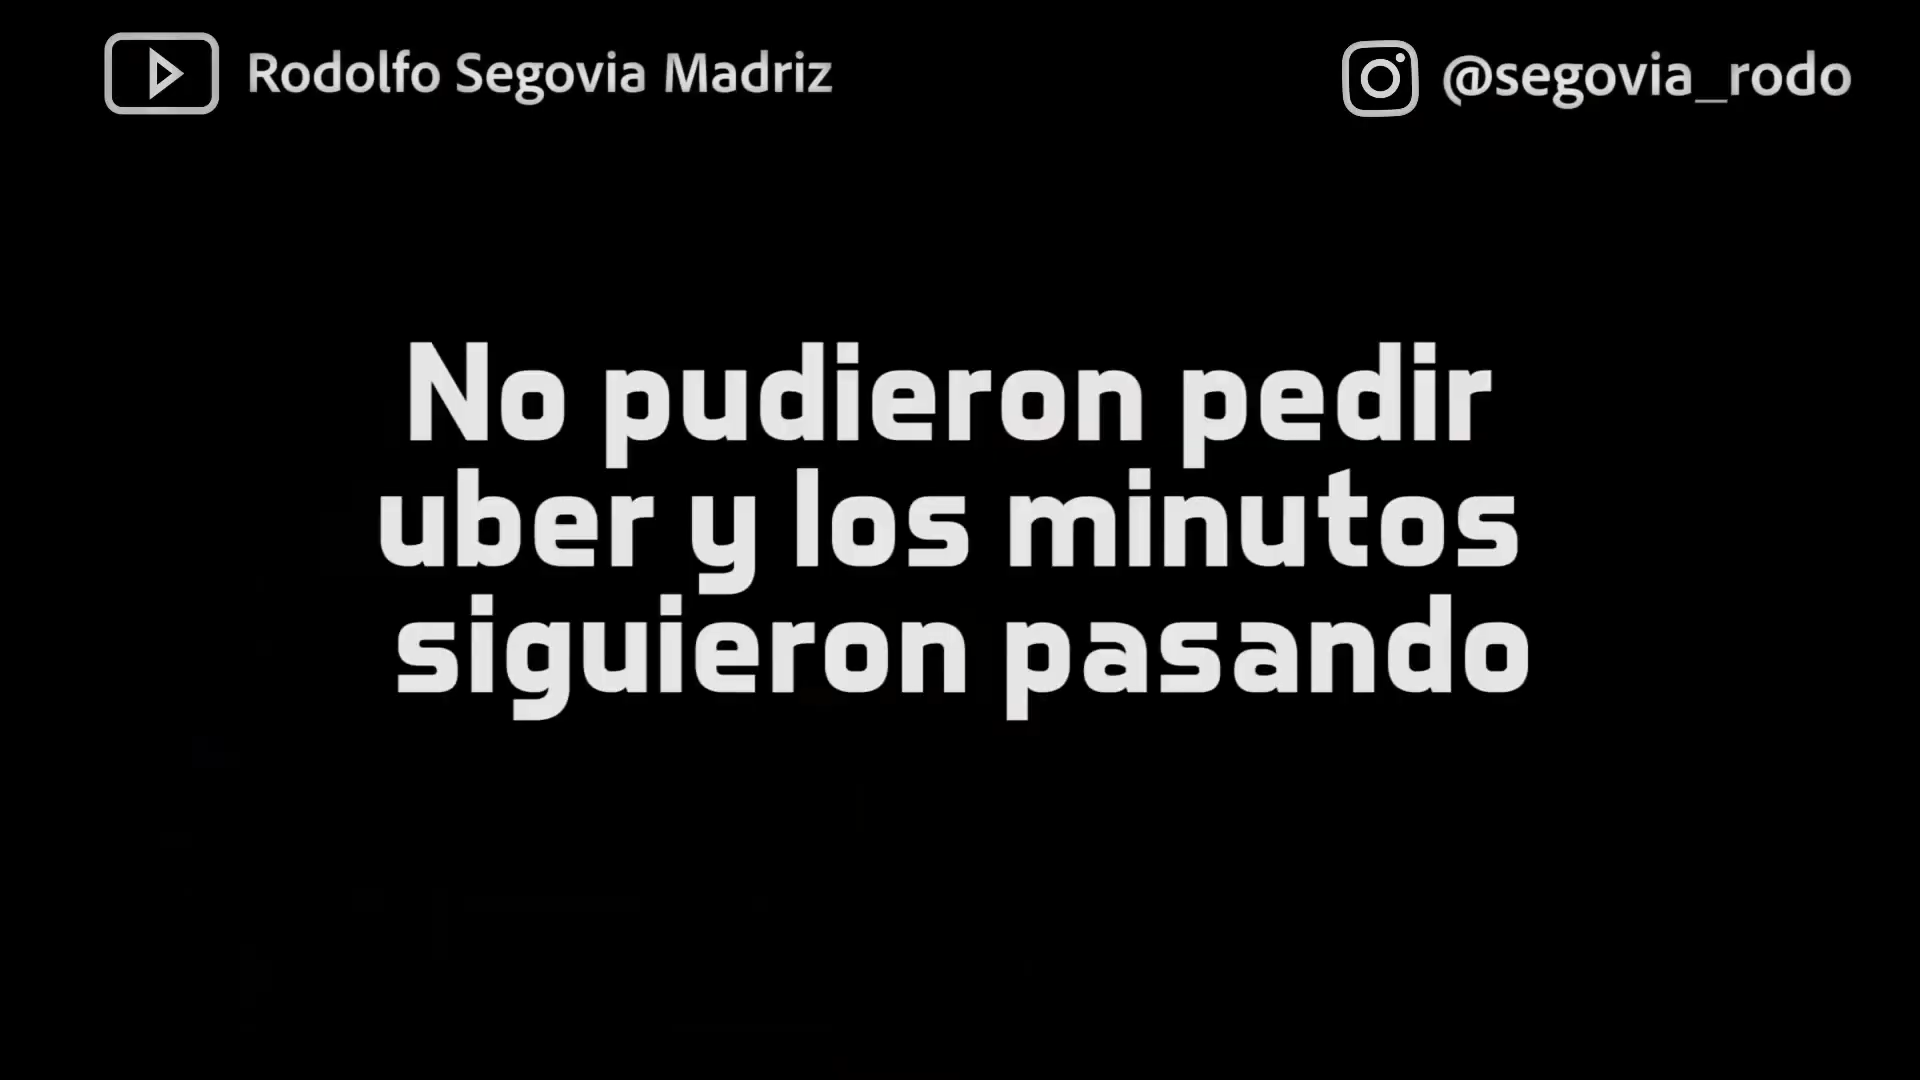 Rodolfo Segovia Madriz
@segovia_rodo
No pudieron pedir
uber y los minutos
siguieron pasando